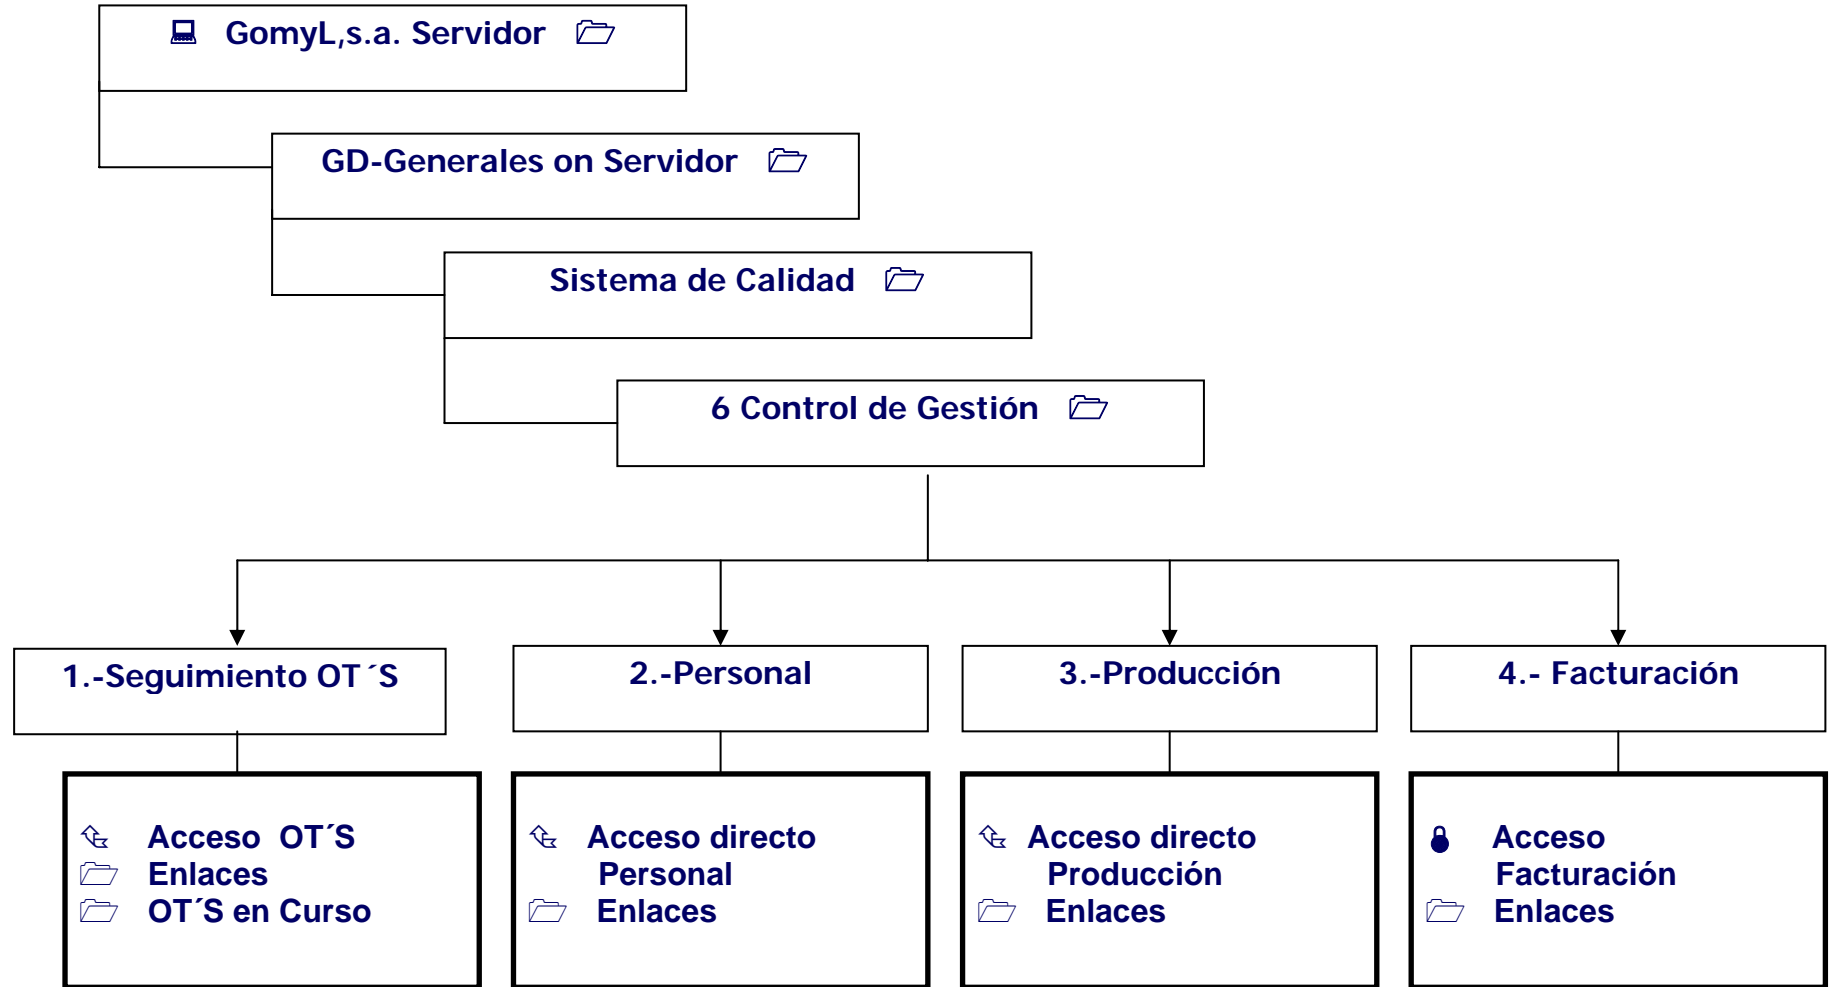 GomyL,s.a. Servidor
GD-Generales on Servidor
Sistema de Calidad
6 Control de Gestión
1.-Seguimiento OT´S
2.-Personal
3.-Producción
4.- Facturación
Acceso OT´S
Enlaces
OT´S en Curso
Acceso directo
Personal
Enlaces
Acceso directo
Producción
Enlaces
Acceso
Facturación
Enlaces